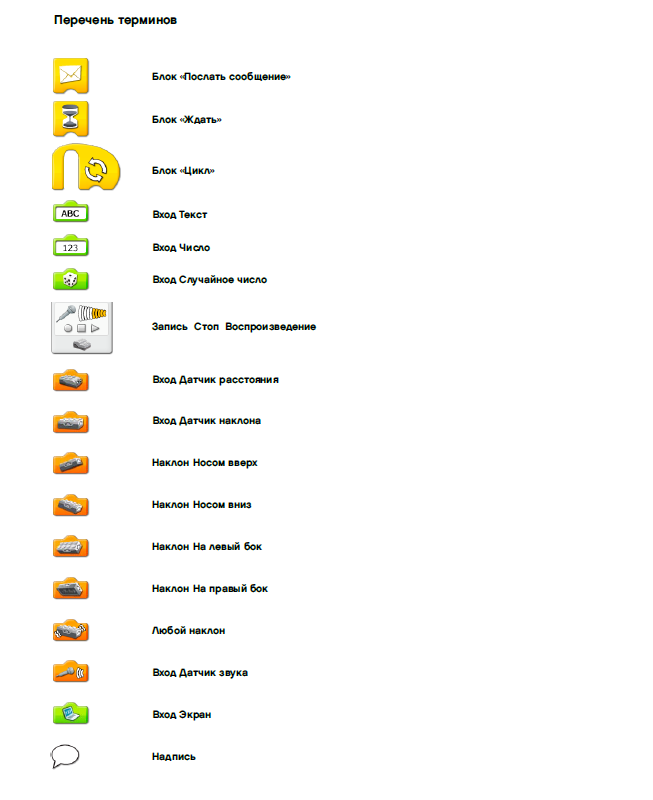 Перечень терминов
Блок «Послать сообщение»
Блок «Ждать»
Блок «Цикл»
ABC
Вход Текст
123
Вход Число
Вход Случайное число
Запись Стоп Воспроизведение
Вход Датчик расстояния
Вход Датчик наклона
Наклон Носом вверх
Наклон Носом вниз
Наклон На левый бок
Наклон На правый бок
Любой наклон
Вход Датчик звука
Вход Экран
Надпись